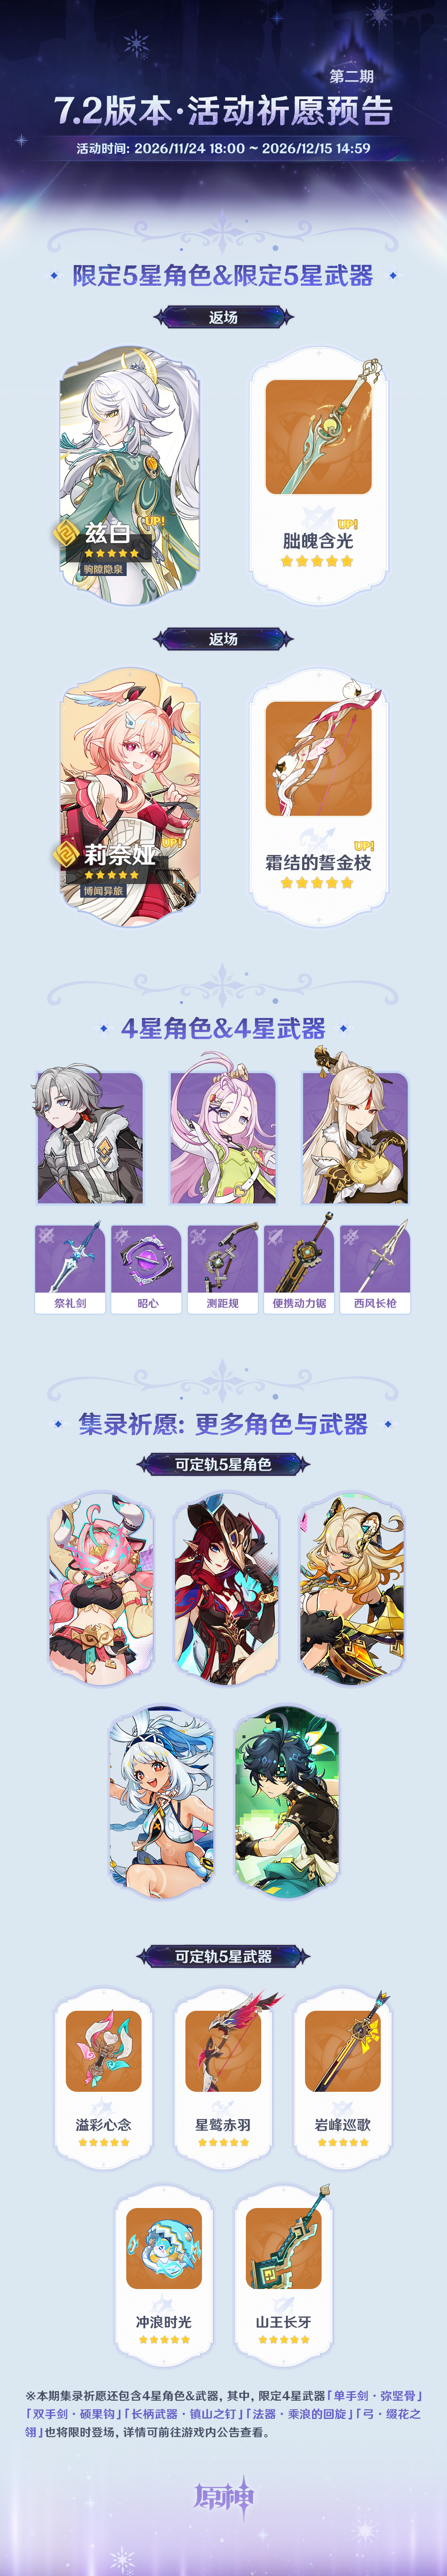 第二期
7.2版本·活动祈愿预告
活动时间: 2026/11/24 18:00 ~ 2026/12/15 14:59
限定5星角色&限定5星武器
返场
兹白
UP!
驹隙隐泉
UP!
朏魄含光
返场
莉奈娅
UP!
博闻异旅
UP!
霜结的誓金枝
4星角色&4星武器
祭礼剑
昭心
测距规
便携动力锯
西风长枪
集录祈愿: 更多角色与武器
可定轨5星角色
可定轨5星武器
溢彩心念
星鹫赤羽
岩峰巡歌
冲浪时光
山王长牙
※本期集录祈愿还包含4星角色&武器, 其中, 限定4星武器「单手剑·弥坚骨」
「双手剑·硕果钩」「长柄武器·镇山之钉」「法器·乘浪的回旋」「弓·缀花之
翎」也将限时登场, 详情可前往游戏内公告查看。
原神